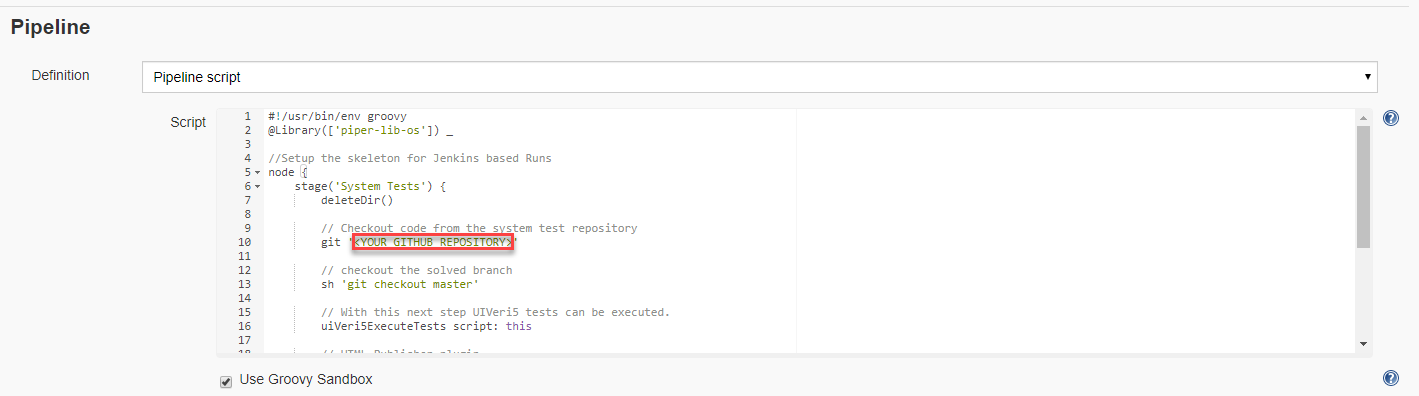 Pipeline
Definition
Pipeline script
Script
1 #!/usr/bin/env groovy
2 @Library(['piper-lib-os']) _
3
4 //Setup the skeleton for Jenkins based Runs
5 node {
6 stage('System Tests') {
7 deleteDir()
8
9 // Checkout code from the system test repository
10 git '<YOUR GITHUB REPOSITORY>'
11
12 // checkout the solved branch
13 sh 'git checkout master'
14
15 // With this next step UIVeri5 tests can be executed.
16 uiVeri5ExecuteTests script: this
17
18 // HTML Publisher plugin
Use Groovy Sandbox